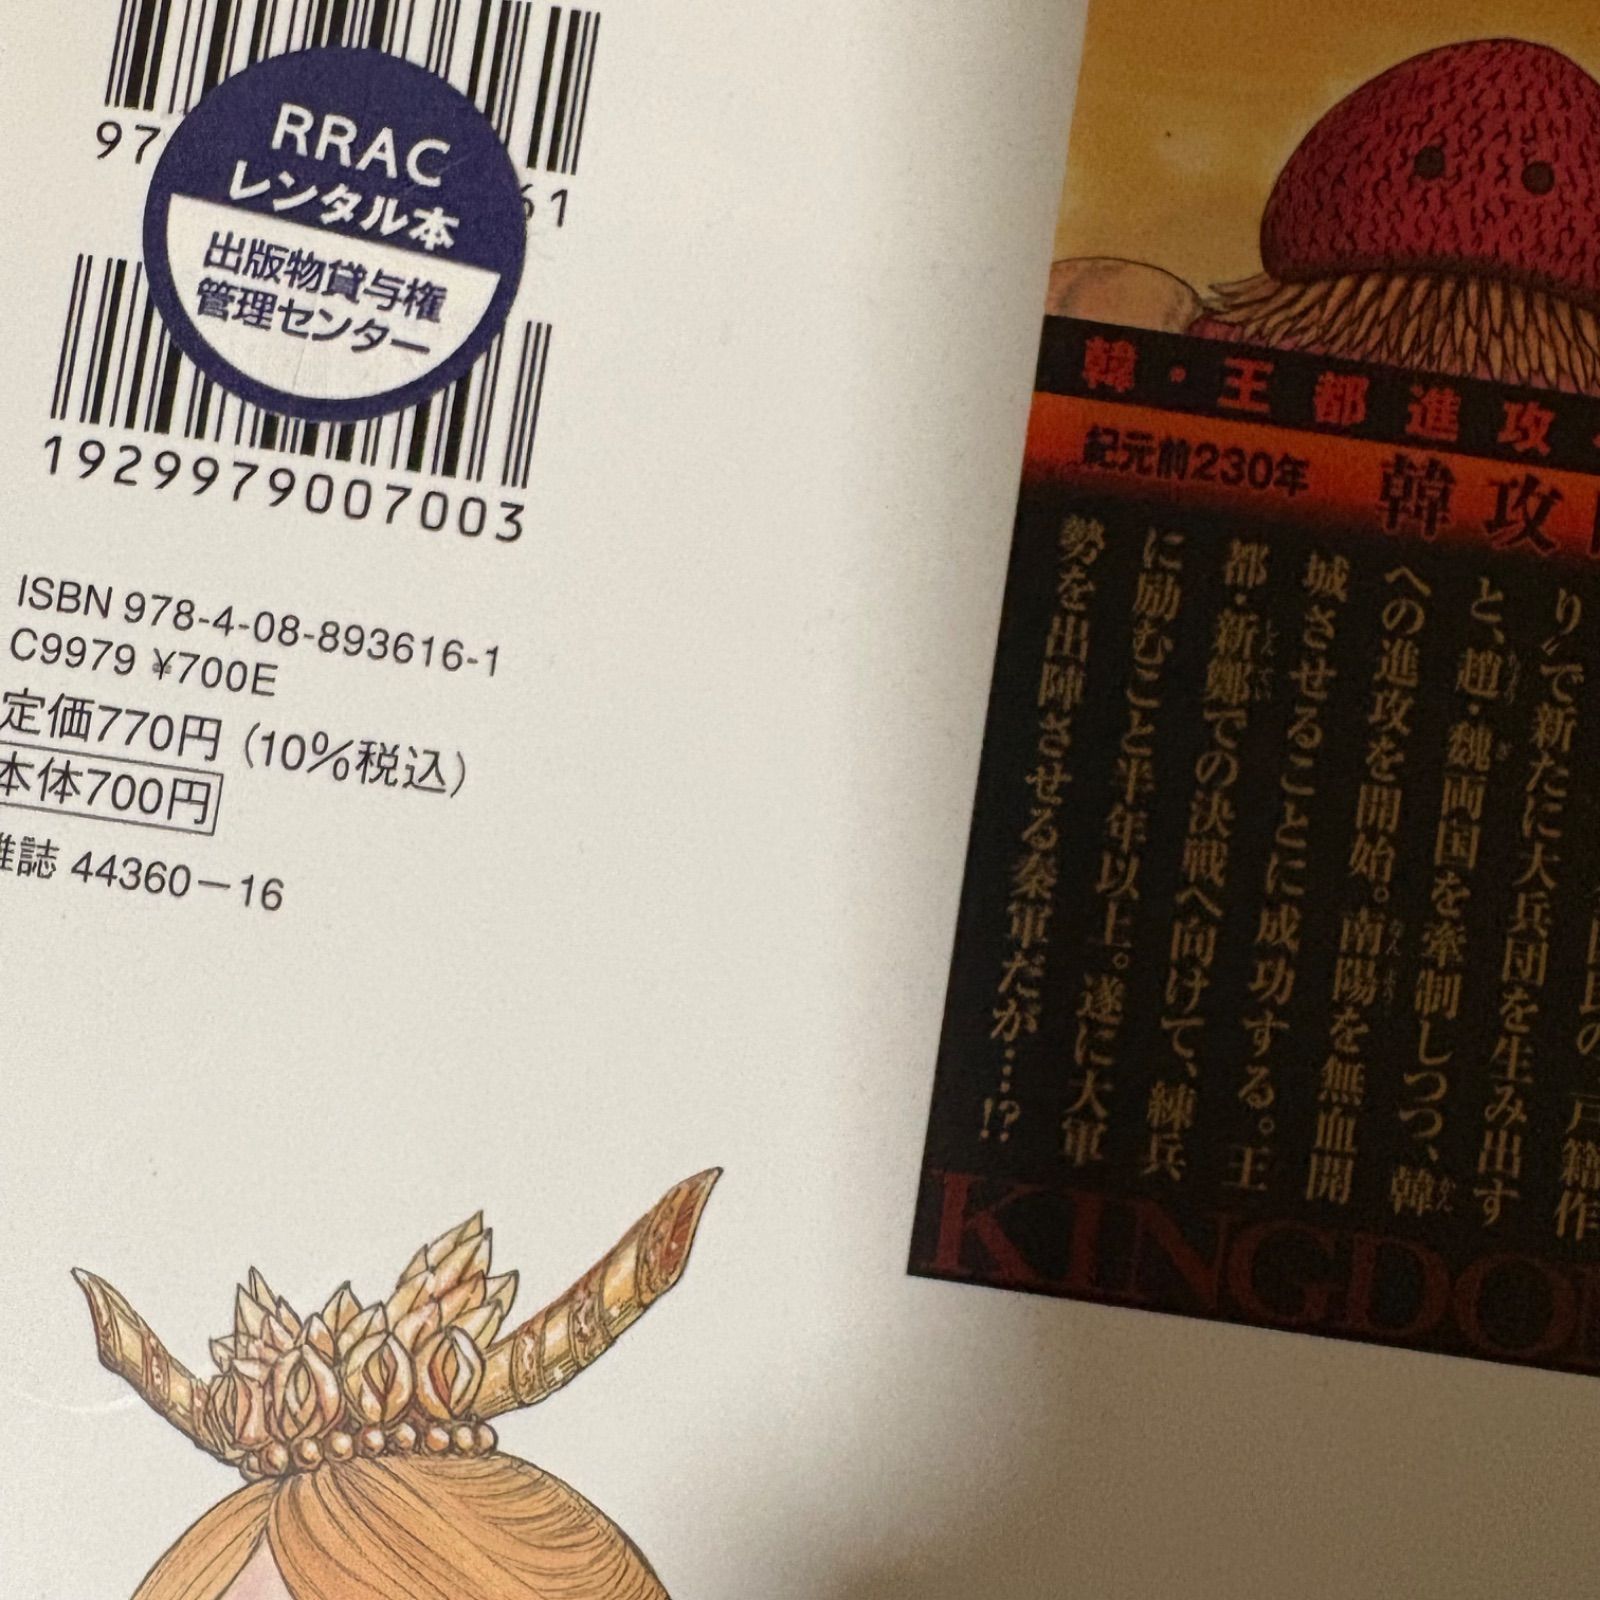 97
61
RRAC
レンタル本
出版物貸与権
管理センター
1929979007003
ISBN 978-4-08-893616-1
C9979 ¥700E
定価770円 (10%税込)
本体700円
雑誌 44360-16
韓・王都進攻
紀元前230年
韓攻
戸籍作
り〟で新たに大兵団を生み出す
と、趙・魏両国を牽制しつつ、韓
への進攻を開始。南陽を無血開
城させることに成功する。王
都・新鄭での決戦へ向けて、練兵
に励むこと半年以上。遂に大軍
勢を出陣させる秦軍だが…!?
KINGDO